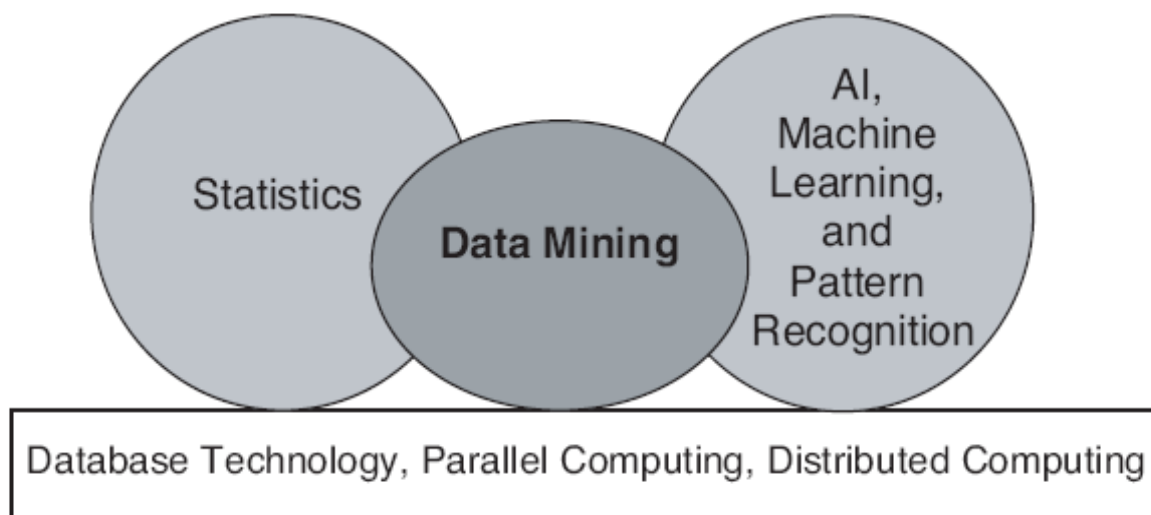 Statistics
Data Mining
AI,
Machine
Learning,
and
Pattern
Recognition
Database Technology, Parallel Computing, Distributed Computing